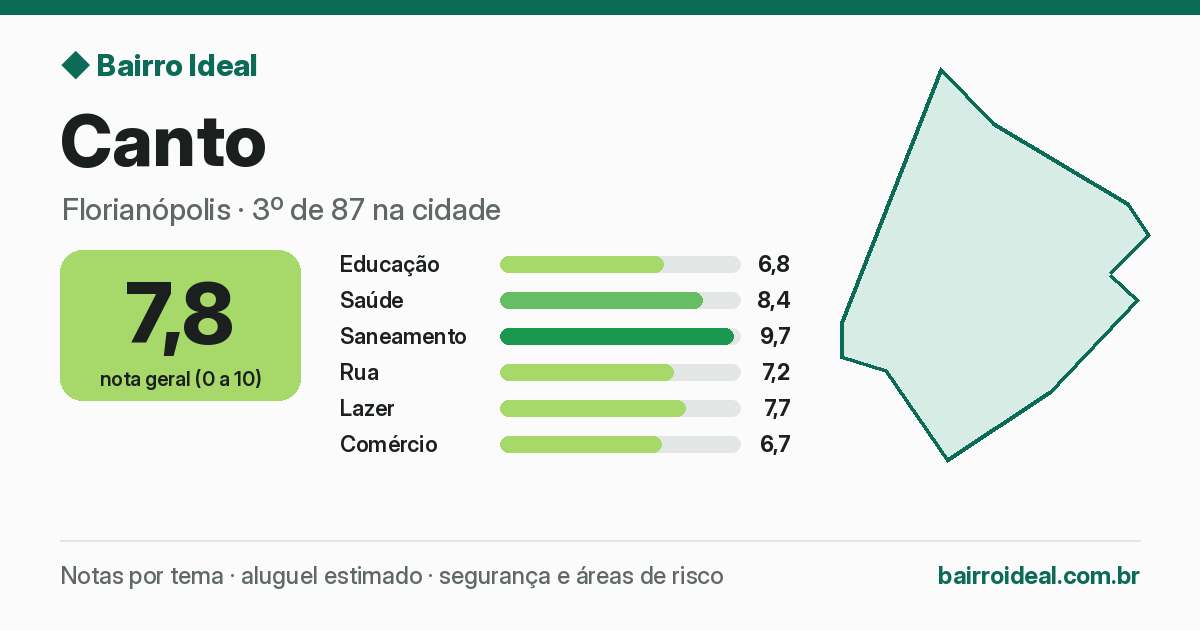 Bairro Ideal
Canto
Florianópolis · 3º de 87 na cidade
7,8
nota geral (0 a 10)
Educação 6,8
Saúde 8,4
Saneamento 9,7
Rua 7,2
Lazer 7,7
Comércio 6,7
Notas por tema · aluguel estimado · segurança e áreas de risco
bairroideal.com.br